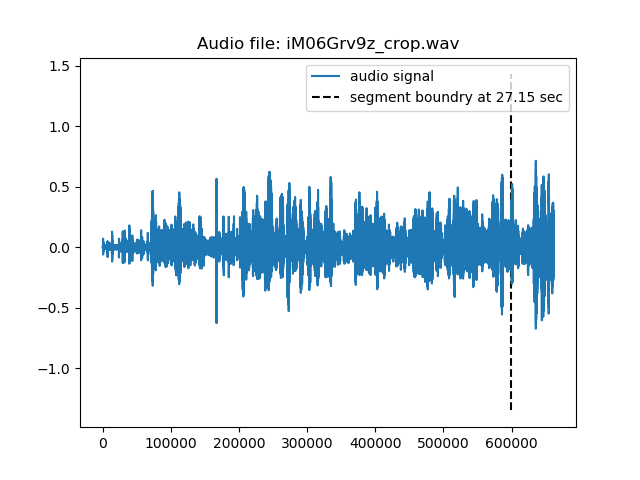 Audio file: iM06Grv9z_crop.wav
audio signal
segment boundry at 27.15 sec
1.5
1.0
0.5
0.0
−0.5
−1.0
0 100000 200000 300000 400000 500000 600000